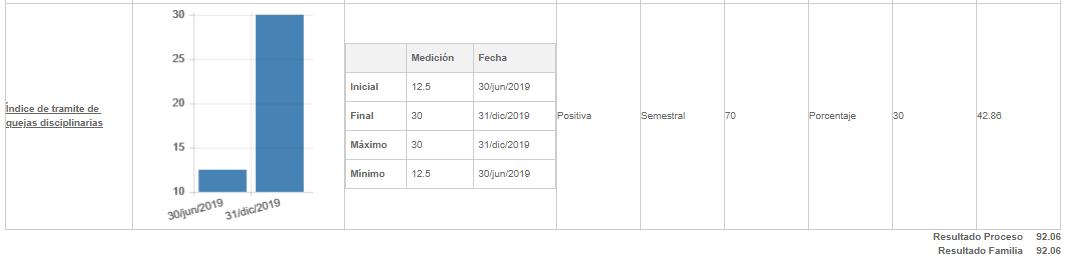 Índice de tramite de
quejas disciplinarias
30
25
20
15
10
30/jun/2019
31/dic/2019
Medición Fecha
Inicial 12.5 30/jun/2019
Final 30 31/dic/2019
Máximo 30 31/dic/2019
Mínimo 12.5 30/jun/2019
Positiva
Semestral
70
Porcentaje
30
42.86
Resultado Proceso 92.06
Resultado Familia 92.06